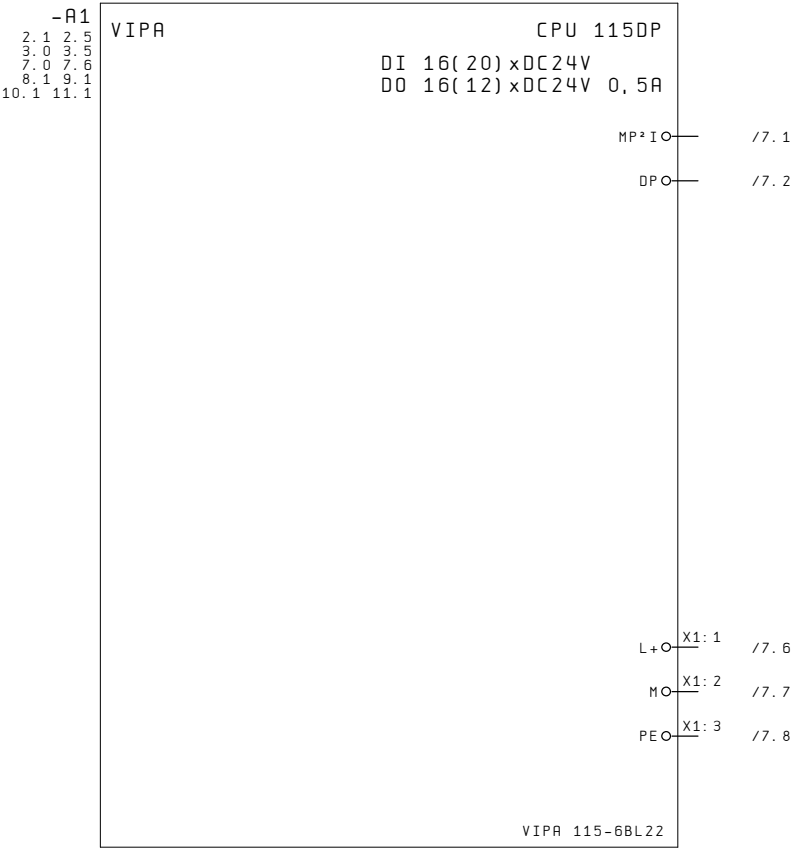 -A1
2.1 2.5
3.0 3.5
7.0 7.6
8.1 9.1
10.1 11.1
VIPA CPU 115DP
DI 16(20)xDC24V
DO 16(12)xDC24V 0,5A
MP²I /7.1
DP /7.2
L+ X1:1 /7.6
M X1:2 /7.7
PE X1:3 /7.8
VIPA 115-6BL22